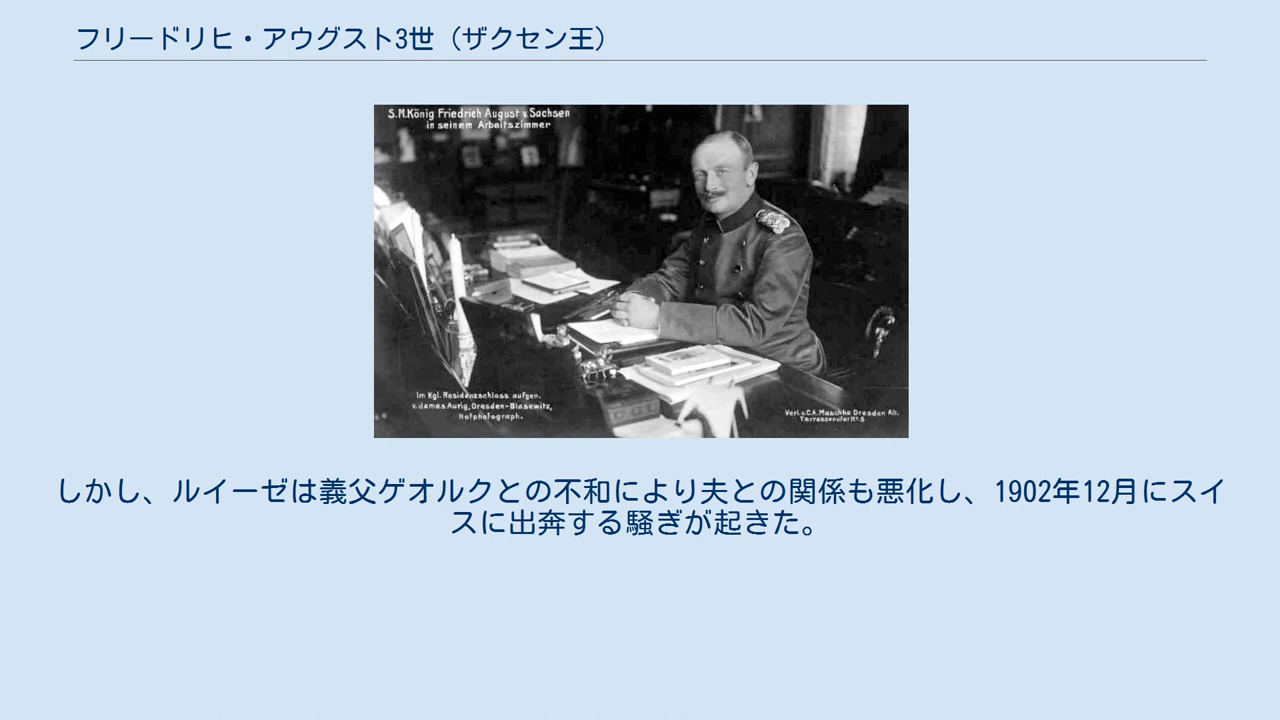 フリードリヒ・アウグスト3世（ザクセン王）
S.M.König Friedrich August v.Sachsen
in seinem Arbeitszimmer
Im Kgl. Residenzschloss aufgen.
v.James Aurig, Dresden-Blasewitz,
Hofphotograph.
Verl.v.C.A.Maschke Dresden Alt.
Terrassenufer No 5
しかし、ルイーゼは義父ゲオルクとの不和により夫との関係も悪化し、1902年12月にスイ
スに出奔する騒ぎが起きた。